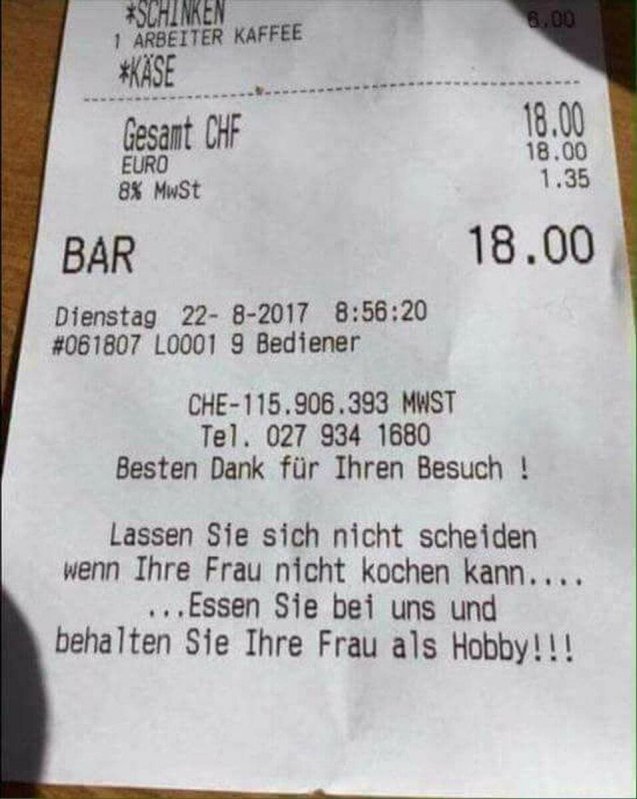 *SCHINKEN 6.00
1 ARBEITER KAFFEE
*KÄSE
Gesamt CHF 18.00
EURO 18.00
8% MwSt 1.35
BAR 18.00
Dienstag 22- 8-2017 8:56:20
#061807 L0001 9 Bediener
CHE-115.906.393 MWST
Tel. 027 934 1680
Besten Dank für Ihren Besuch !
Lassen Sie sich nicht scheiden
wenn Ihre Frau nicht kochen kann....
...Essen Sie bei uns und
behalten Sie Ihre Frau als Hobby!!!